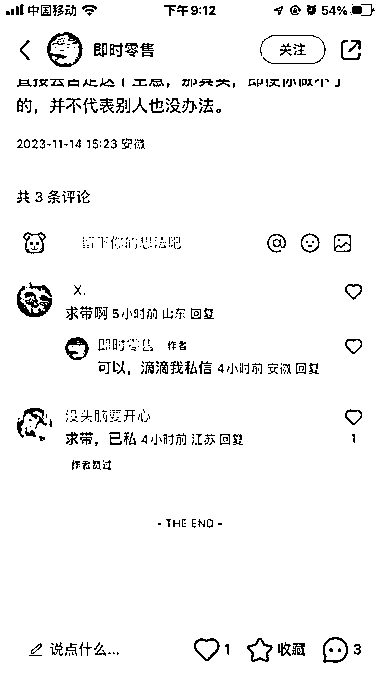 中国移动 下午9:12 54%
即时零售 关注
的，并不代表别人也没办法。
2023-11-14 15:23 安徽
共 3 条评论
留下你的想法吧
X.
求带啊 5小时前 山东 回复
即时零售 作者
可以，滴滴我私信 4小时前 安徽 回复
没头脑要开心
求带，已私 4小时前 江苏 回复
1
作者赞过
- THE END -
说点什么... 1 收藏 3